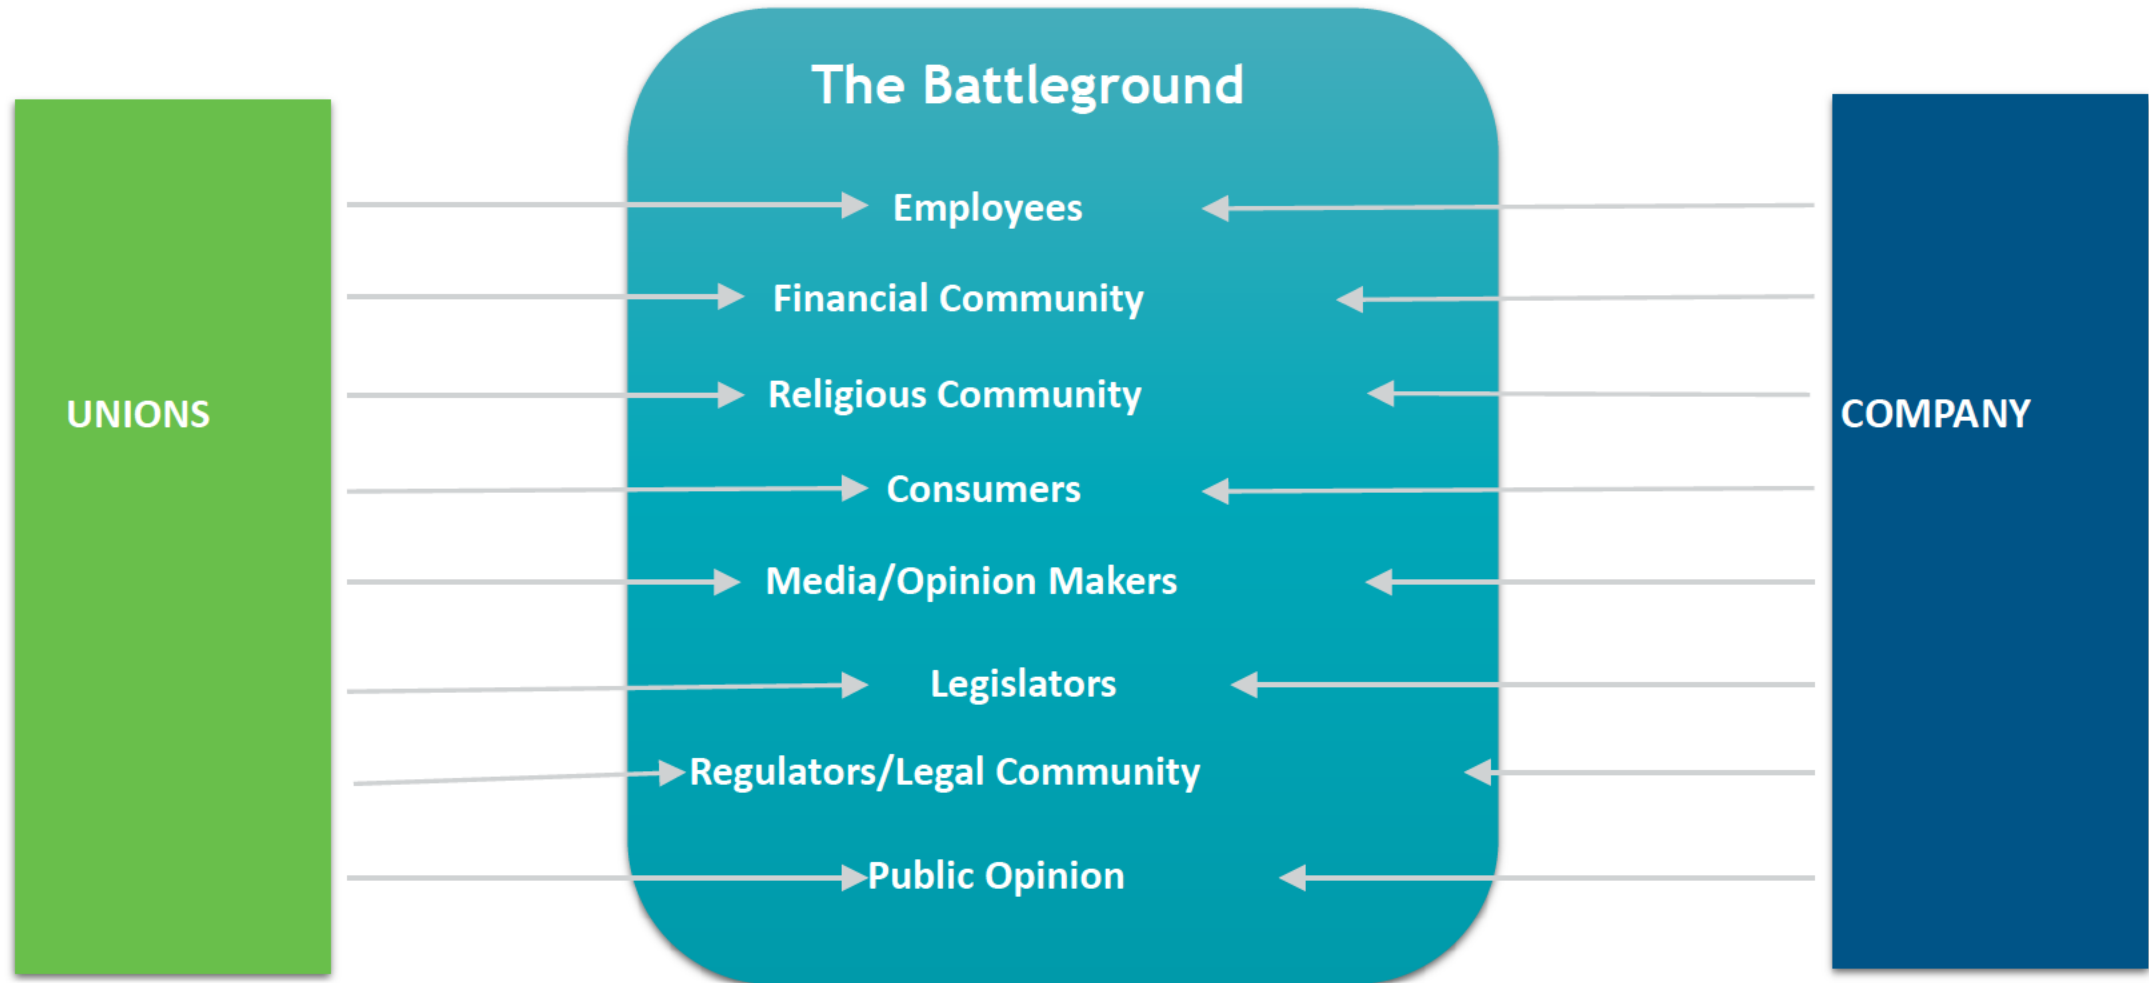 The Battleground
UNIONS
Employees
Financial Community
Religious Community
Consumers
Media/Opinion Makers
Legislators
Regulators/Legal Community
Public Opinion
COMPANY